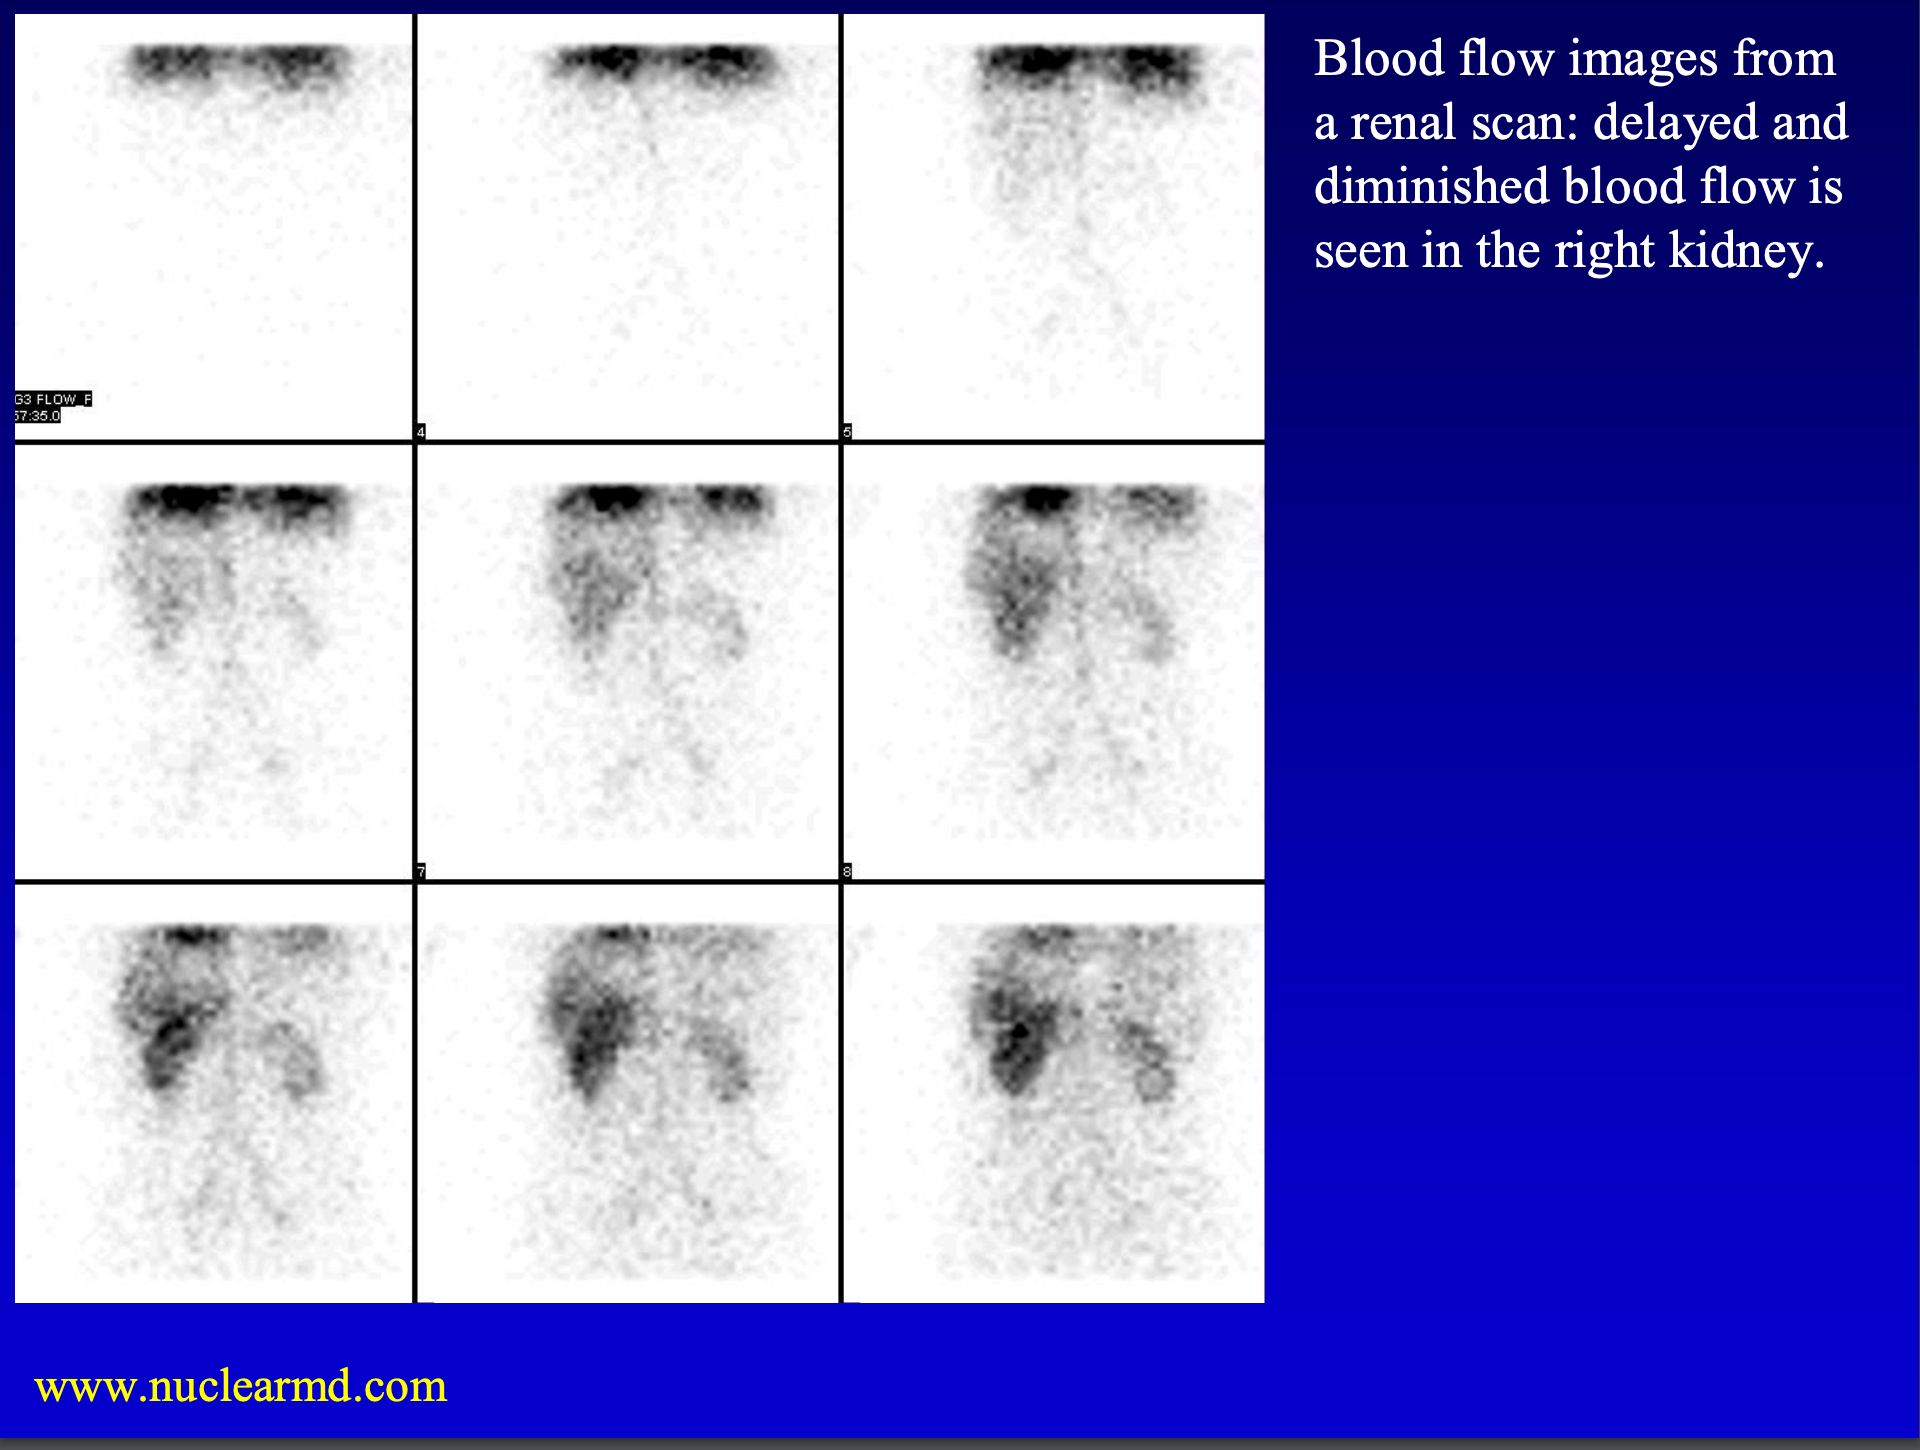 Blood flow images from
a renal scan: delayed and
diminished blood flow is
seen in the right kidney.
G3 FLOW_F
57:35.0
4
5
7
8
www.nuclearmd.com